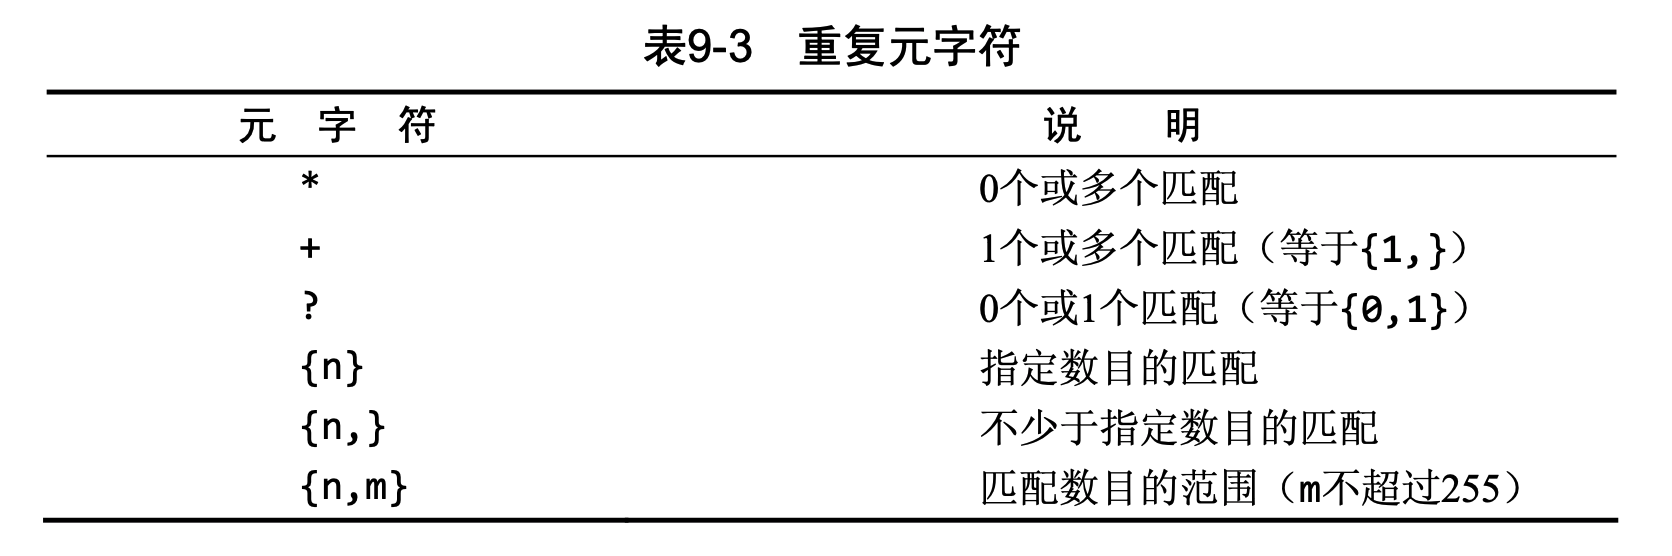 表9-3 重复元字符
元 字 符 说 明
* 0个或多个匹配
+ 1个或多个匹配（等于{1,}）
? 0个或1个匹配（等于{0,1}）
{n} 指定数目的匹配
{n,} 不少于指定数目的匹配
{n,m} 匹配数目的范围（m不超过255）